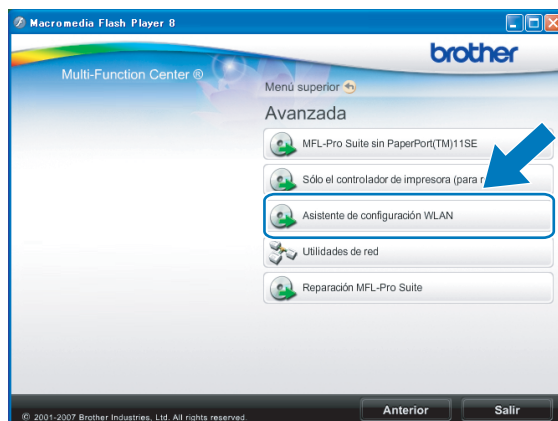 Macromedia Flash Player 8
brother
Multi-Function Center ®
Menú superior
Avanzada
MFL-Pro Suite sin PaperPort(TM)11SE
Sólo el controlador de impresora (para
Asistente de configuración WLAN
Utilidades de red
Reparación MFL-Pro Suite
Anterior
Salir
© 2001-2007 Brother Industries, Ltd. All rights reserved.